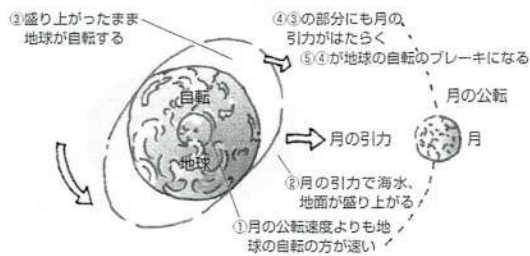 ③盛り上がったまま
地球が自転する
④③の部分にも月の
引力がはたらく
⑤④が地球の自転のブレーキになる
月の公転
自転
月の引力
月
地球
②月の引力で海水、
地面が盛り上がる
①月の公転速度よりも地
球の自転の方が速い